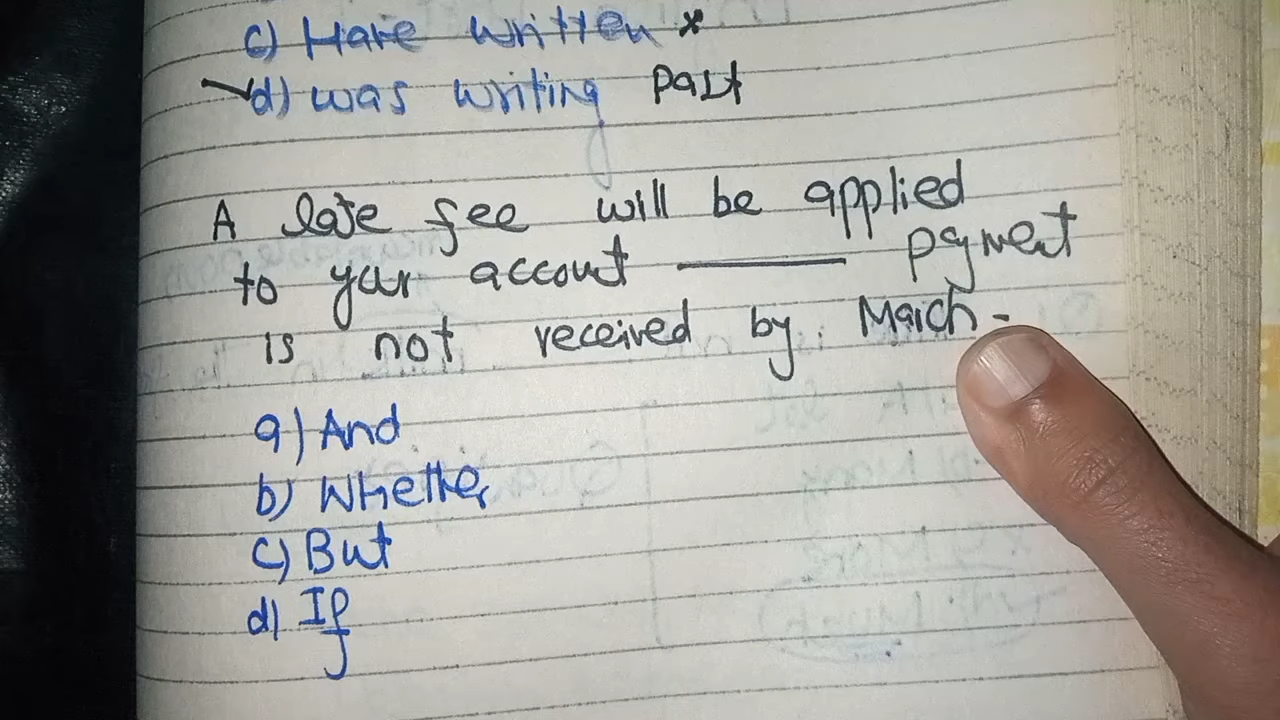 c) Have written ×
d) was writing past
A late fee will be applied
to your account ——— payment
is not received by March -
a) And
b) Whether
c) But
d) If